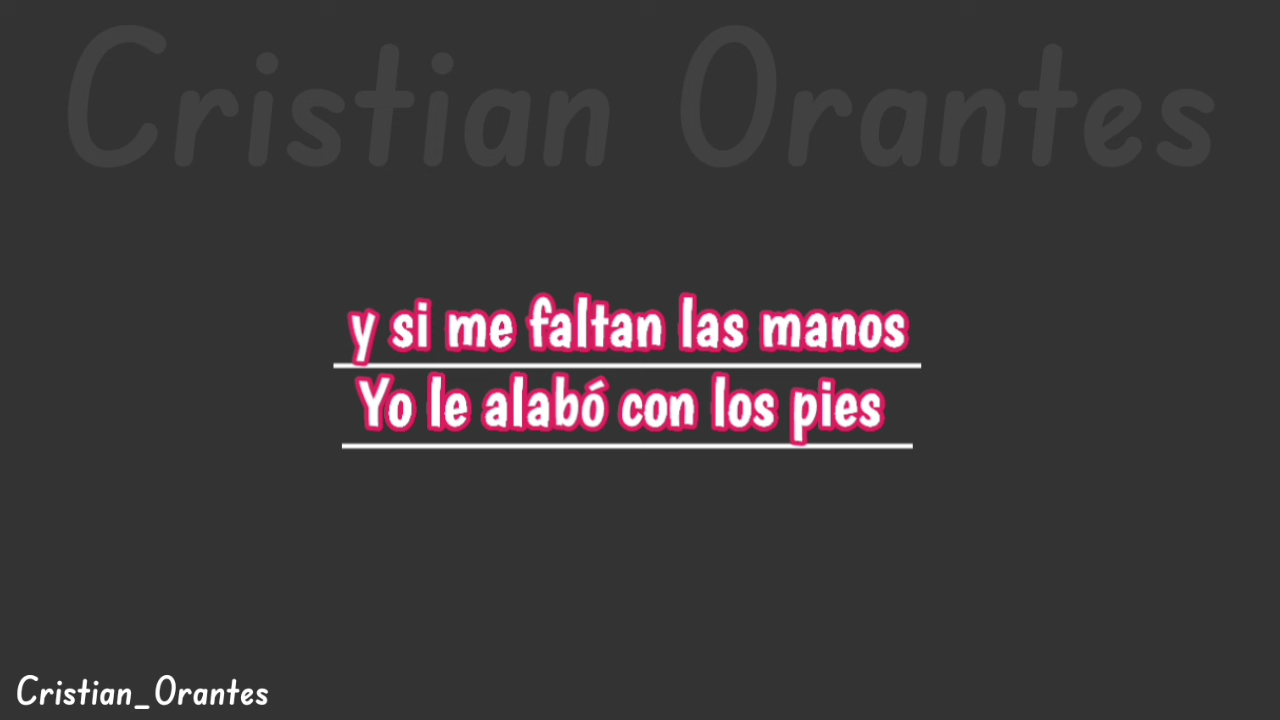 Cristian Orantes
y si me faltan las manos
Yo le alabó con los pies
Cristian_Orantes